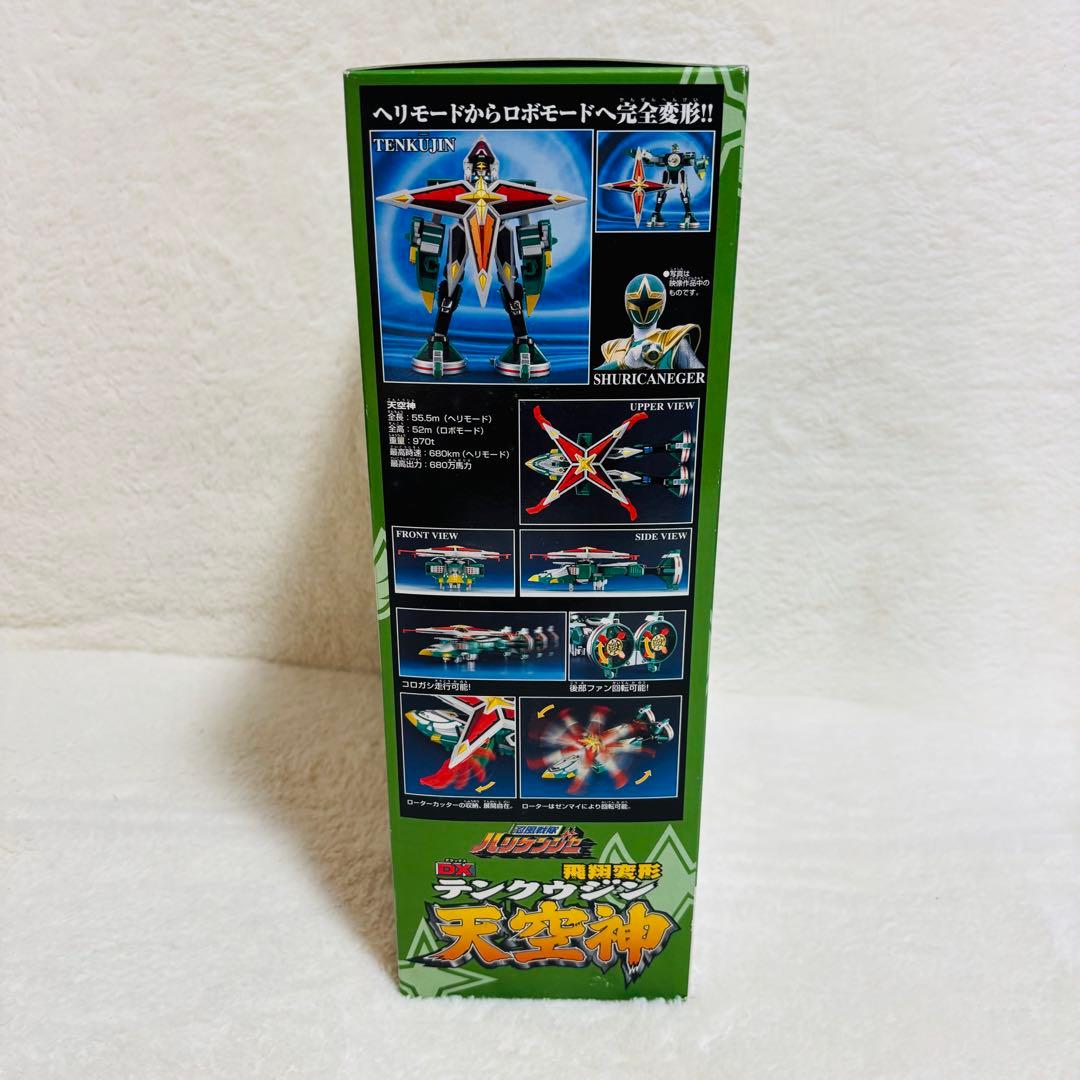 ヘリモードからロボモードへ完全変形!!
TENKŪJIN
●写真は
映像作品中の
ものです。
SHURICANEGER
天空神
全長：55.5m（ヘリモード）
全高：52m（ロボモード）
重量：970t
最高時速：680km（ヘリモード）
最高出力：680万馬力
UPPER VIEW
FRONT VIEW
SIDE VIEW
コロガシ走行可能!
後部ファン回転可能!
ローターカッターの収納、展開自在。
ローターはゼンマイにより回転可能。
忍風戦隊
ハリケンジャー
DX
飛翔変形
テンクウジン
天空神